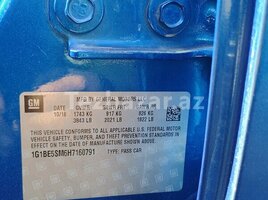 GM
MFD BY GENERAL MOTORS LLC
10/16
1743 KG 917 KG 826 KG
3843 LB 2021 LB 1822 LB
THIS VEHICLE CONFORMS TO ALL APPLICABLE U.S. FEDERAL MOTOR
VEHICLE SAFETY, BUMPER, AND THEFT PREVENTION STANDARDS
IN EFFECT ON THE DATE OF MANUFACTURE SHOWN ABOVE.
1G1BE5SM6H7160791 TYPE: PASS CAR